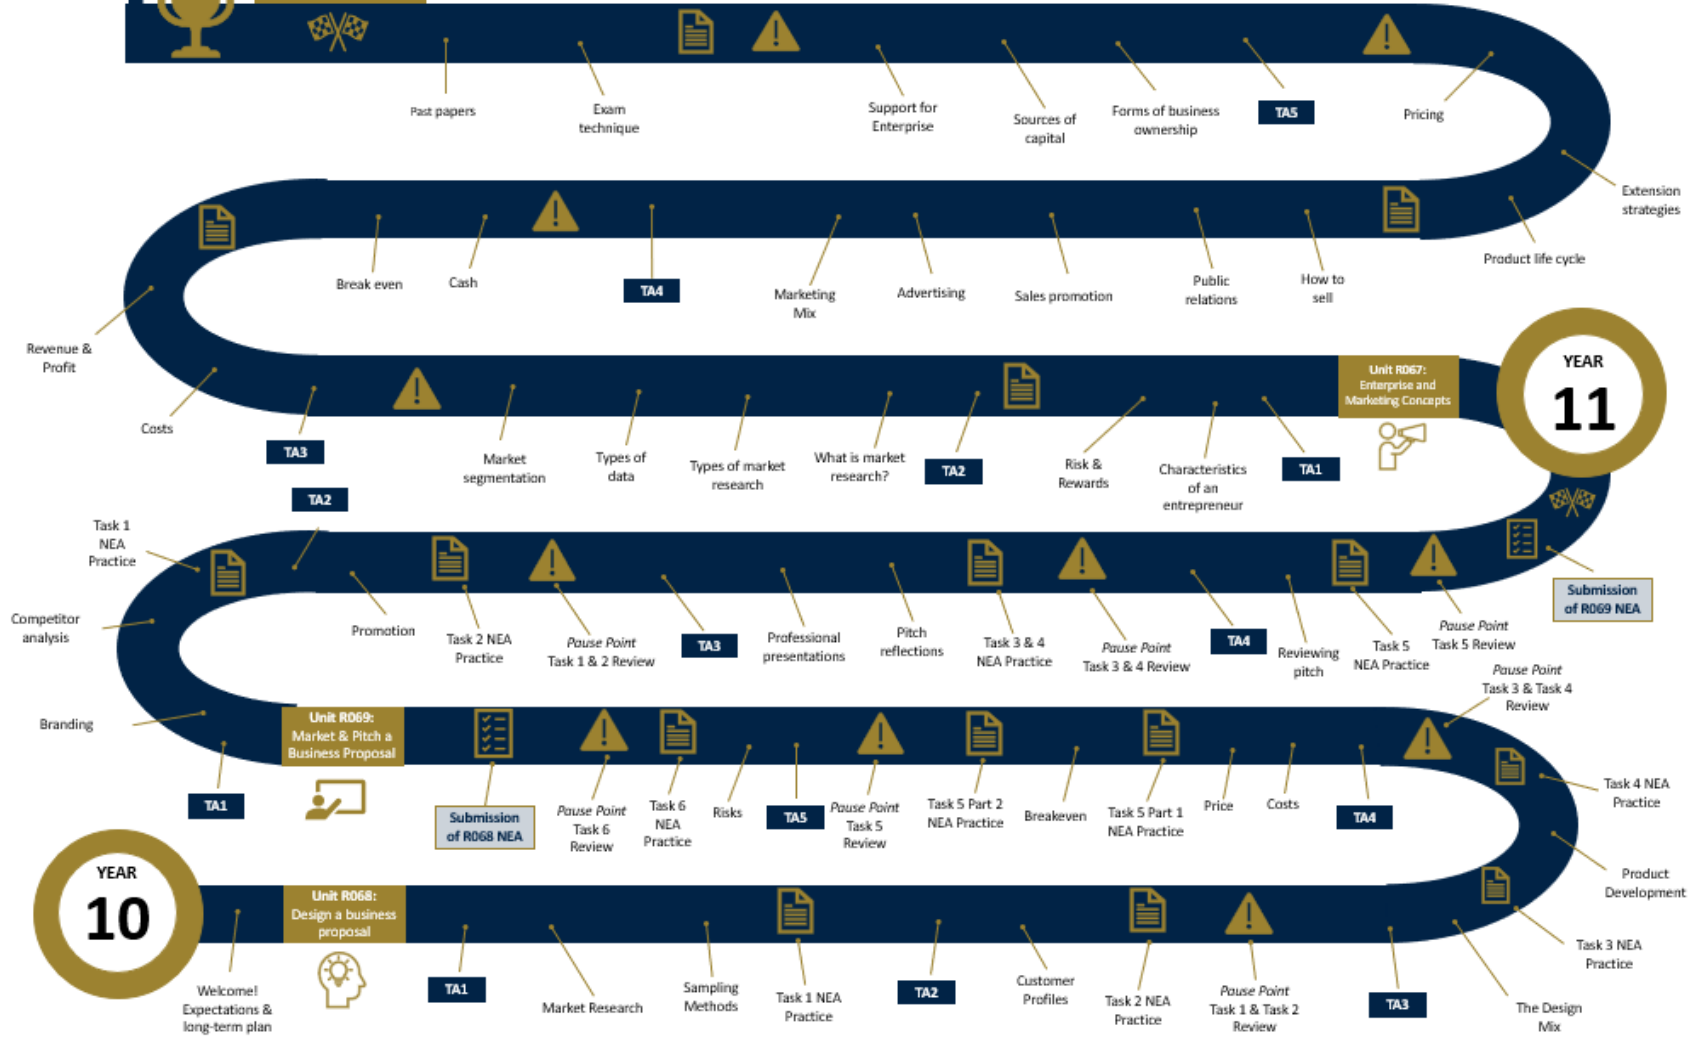 Past papers
Exam
technique
Support for
Enterprise
Sources of
capital
Forms of business
ownership
TA5
Pricing
Extension
strategies
Product life cycle
How to
sell
Public
relations
Sales promotion
Advertising
Marketing
Mix
TA4
Cash
Break even
Revenue &
Profit
Costs
TA3
Market
segmentation
Types of
data
Types of market
research
What is market
research?
TA2
Risk &
Rewards
Characteristics
of an
entrepreneur
TA1
Unit R067:
Enterprise and
Marketing Concepts
YEAR
11
TA2
Task 1
NEA
Practice
Competitor
analysis
Branding
TA1
Promotion
Task 2 NEA
Practice
Pause Point
Task 1 & 2 Review
TA3
Professional
presentations
Pitch
reflections
Task 3 & 4
NEA Practice
Pause Point
Task 3 & 4 Review
TA4
Reviewing
pitch
Task 5
NEA Practice
Pause Point
Task 5 Review
Submission
of R069 NEA
Pause Point
Task 3 & Task 4
Review
Unit R069:
Market & Pitch a
Business Proposal
Submission
of R068 NEA
Pause Point
Task 6
Review
Task 6
NEA
Practice
Risks
TA5
Pause Point
Task 5
Review
Task 5 Part 2
NEA Practice
Breakeven
Task 5 Part 1
NEA Practice
Price
Costs
TA4
Task 4 NEA
Practice
Product
Development
Task 3 NEA
Practice
YEAR
10
Welcome!
Expectations &
long-term plan
Unit R068:
Design a business
proposal
TA1
Market Research
Sampling
Methods
Task 1 NEA
Practice
TA2
Customer
Profiles
Task 2 NEA
Practice
Pause Point
Task 1 & Task 2
Review
TA3
The Design
Mix